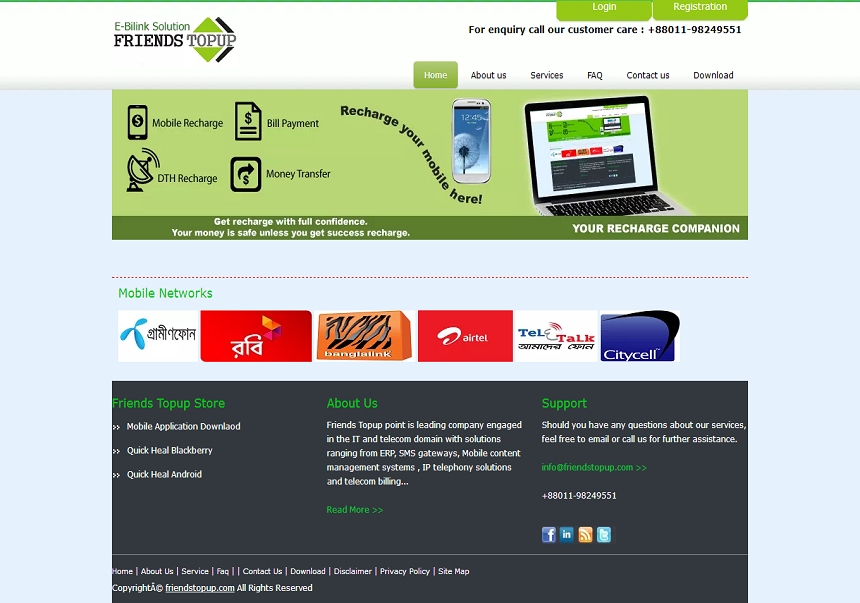 Login
Registration
E-Bilink Solution
FRIENDS TOPUP
For enquiry call our customer care : +88011-98249551
Home
About us
Services
FAQ
Contact us
Download
Mobile Recharge
Bill Payment
DTH Recharge
Money Transfer
Recharge your mobile here!
12:45
Get recharge with full confidence.
Your money is safe unless you get success recharge.
YOUR RECHARGE COMPANION
Mobile Networks
গ্রামীণফোন
রবি
banglalink
airtel
TeleTalk
আমাদের ফোন
Citycell™
Friends Topup Store
Mobile Application Downlaod
Quick Heal Blackberry
Quick Heal Android
About Us
Friends Topup point is leading company engaged
in the IT and telecom domain with solutions
ranging from ERP, SMS gateways, Mobile content
management systems , IP telephony solutions
and telecom billing...
Read More >>
Support
Should you have any questions about our services,
feel free to email or call us for further assistance.
info@friendstopup.com >>
+88011-98249551
Home | About Us | Service | Faq | | Contact Us | Download | Disclaimer | Privacy Policy | Site Map
CopyrightÂ© friendstopup.com All Rights Reserved